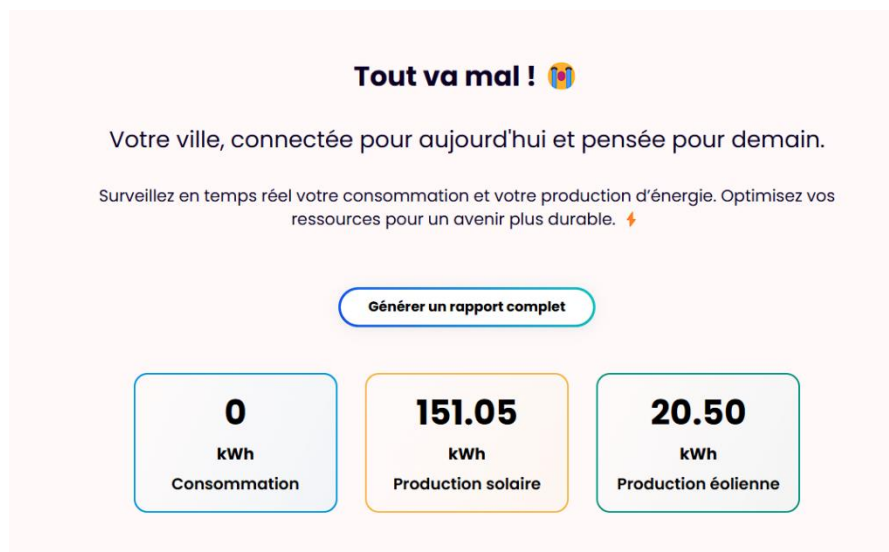 Tout va mal ! 😭
Votre ville, connectée pour aujourd'hui et pensée pour demain.
Surveillez en temps réel votre consommation et votre production d’énergie. Optimisez vos
ressources pour un avenir plus durable. ⚡
Générer un rapport complet
0
kWh
Consommation
151.05
kWh
Production solaire
20.50
kWh
Production éolienne